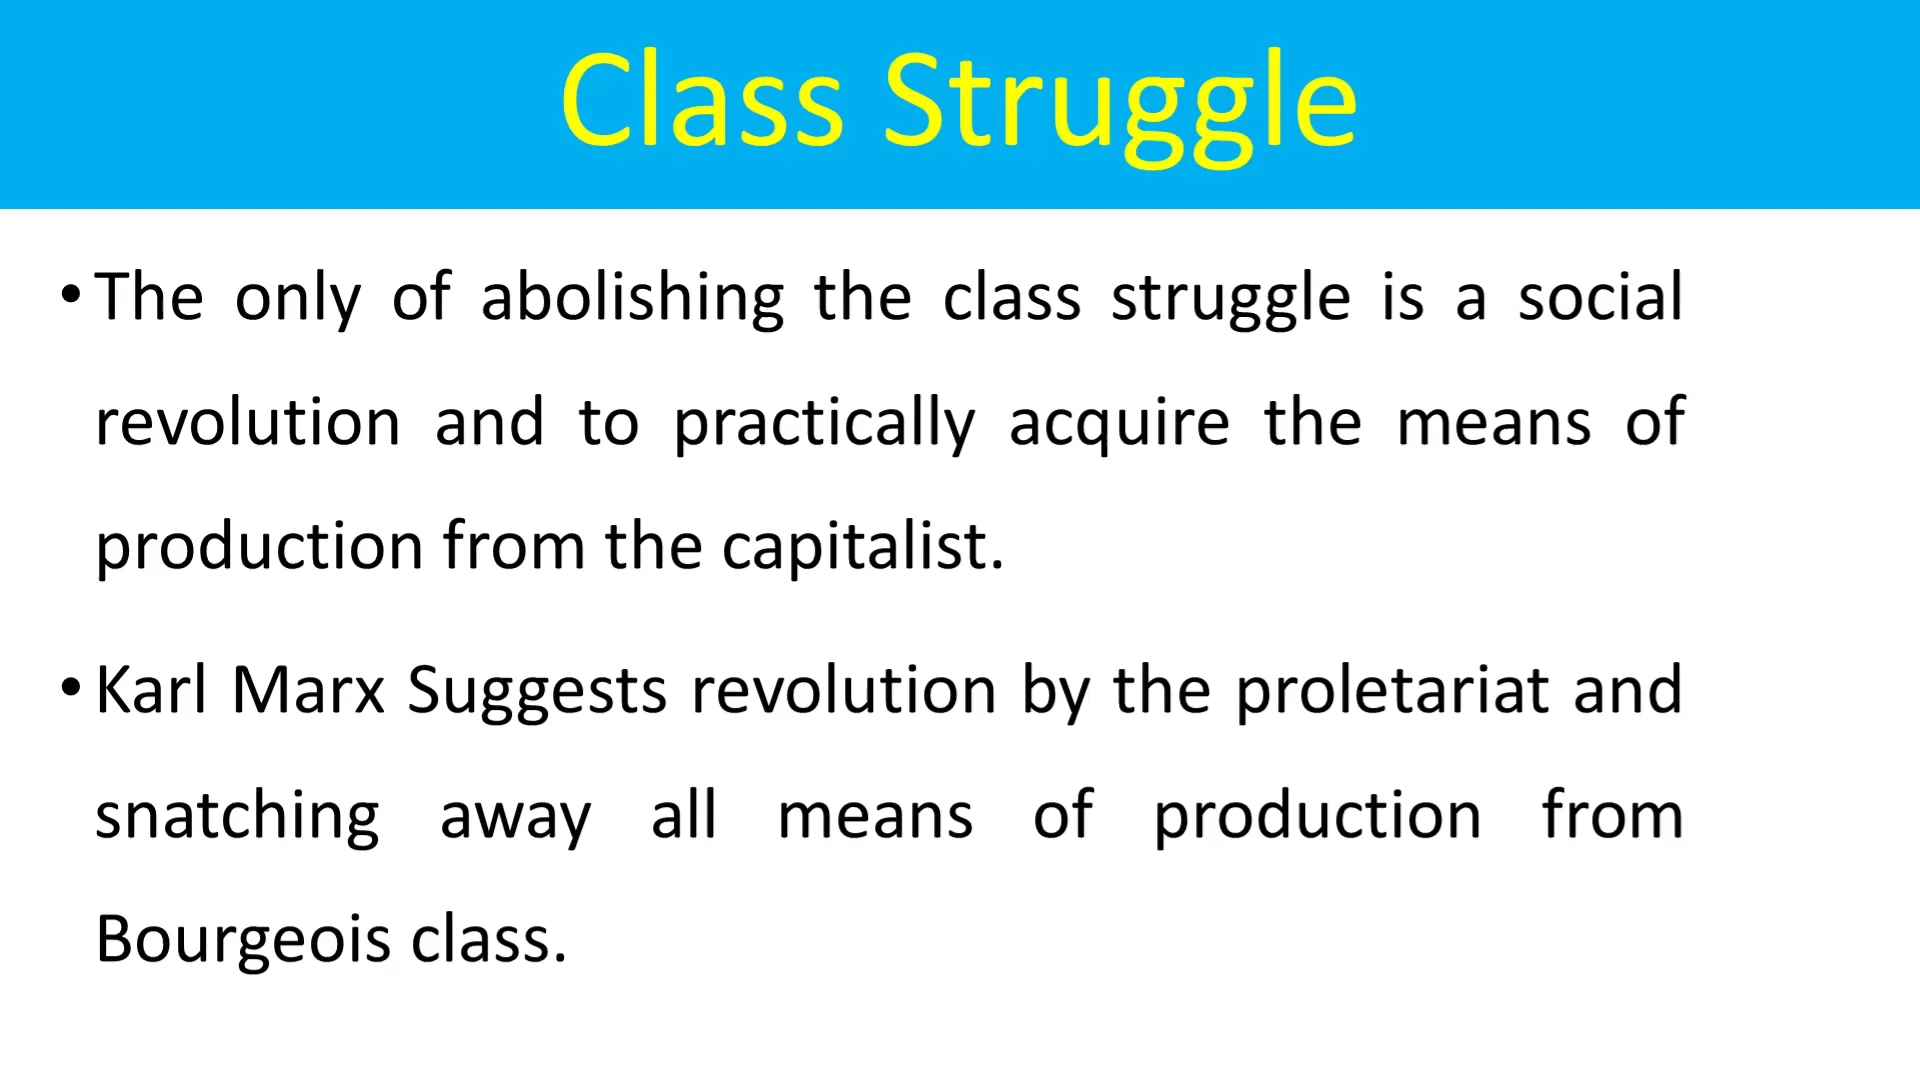 Class Struggle
• The only of abolishing the class struggle is a social
revolution and to practically acquire the means of
production from the capitalist.
• Karl Marx Suggests revolution by the proletariat and
snatching away all means of production from
Bourgeois class.